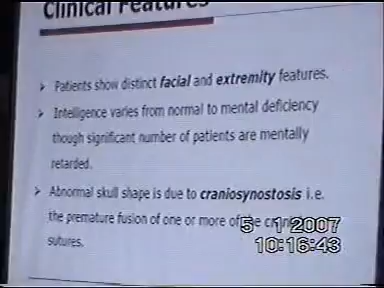 Clinical Features
➢ Patients show distinct facial and extremity features.
➢ Intelligence varies from normal to mental deficiency
though significant number of patients are mentally
retarded.
➢ Abnormal skull shape is due to craniosynostosis i.e.
the premature fusion of one or more of the cranial
sutures.
5 1 2007
10:16:43